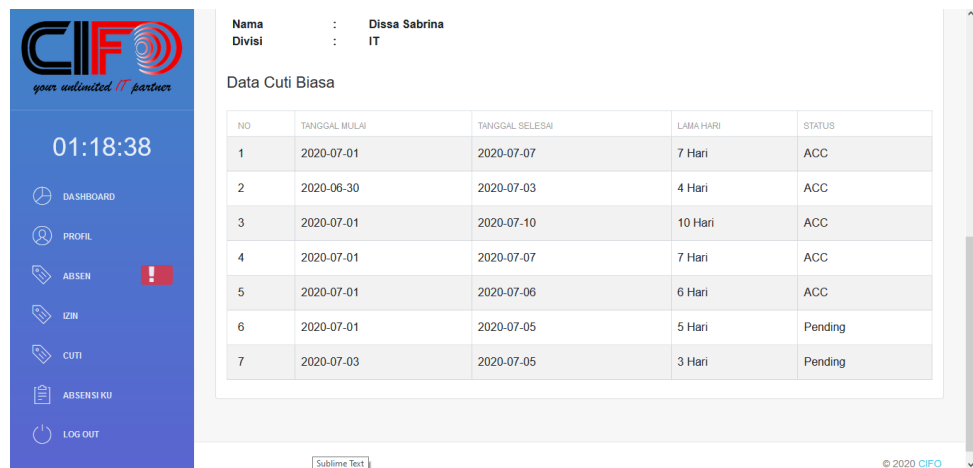 CIFO
your unlimited IT partner
01:18:38
DASHBOARD
PROFIL
ABSEN !
IZIN
CUTI
ABSENSI KU
LOG OUT
Nama : Dissa Sabrina
Divisi : IT
Data Cuti Biasa
NO TANGGAL MULAI TANGGAL SELESAI LAMA HARI STATUS
1 2020-07-01 2020-07-07 7 Hari ACC
2 2020-06-30 2020-07-03 4 Hari ACC
3 2020-07-01 2020-07-10 10 Hari ACC
4 2020-07-01 2020-07-07 7 Hari ACC
5 2020-07-01 2020-07-06 6 Hari ACC
6 2020-07-01 2020-07-05 5 Hari Pending
7 2020-07-03 2020-07-05 3 Hari Pending
Sublime Text
© 2020 CIFO